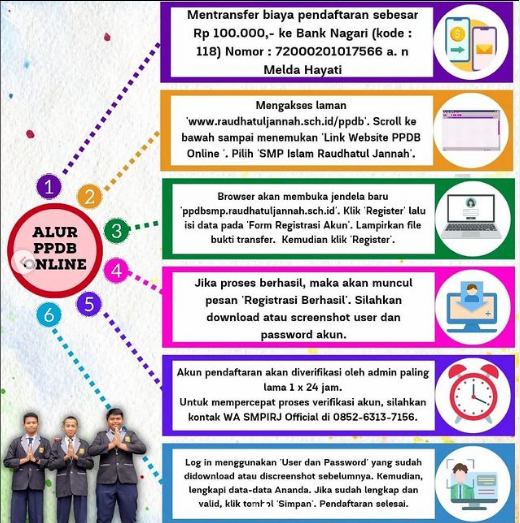 Mentransfer biaya pendaftaran sebesar
Rp 100.000,- ke Bank Nagari (kode :
118) Nomor : 72000201017566 a. n
Melda Hayati
Mengakses laman
'www.raudhatuljannah.sch.id/ppdb'. Scroll ke
bawah sampai menemukan 'Link Website PPDB
Online '. Pilih 'SMP Islam Raudhatul Jannah'.
Browser akan membuka jendela baru
'ppdbsmp.raudhatuljannah.sch.id'. Klik 'Register' lalu
isi data pada 'Form Registrasi Akun'. Lampirkan file
bukti transfer. Kemudian klik 'Register'.
Jika proses berhasil, maka akan muncul
pesan 'Registrasi Berhasil'. Silahkan
download atau screenshot user dan
password akun.
Akun pendaftaran akan diverifikasi oleh admin paling
lama 1 x 24 jam.
Untuk mempercepat proses verifikasi akun, silahkan
kontak WA SMPIRJ Official di 0852-6313-7156.
Log in menggunakan 'User dan Password' yang sudah
didownload atau discreenshot sebelumnya. Kemudian,
lengkapi data-data Ananda. Jika sudah lengkap dan
valid, klik tombol 'Simpan'. Pendaftaran selesai.
1
2
3
4
5
6
ALUR
PPDB
ONLINE